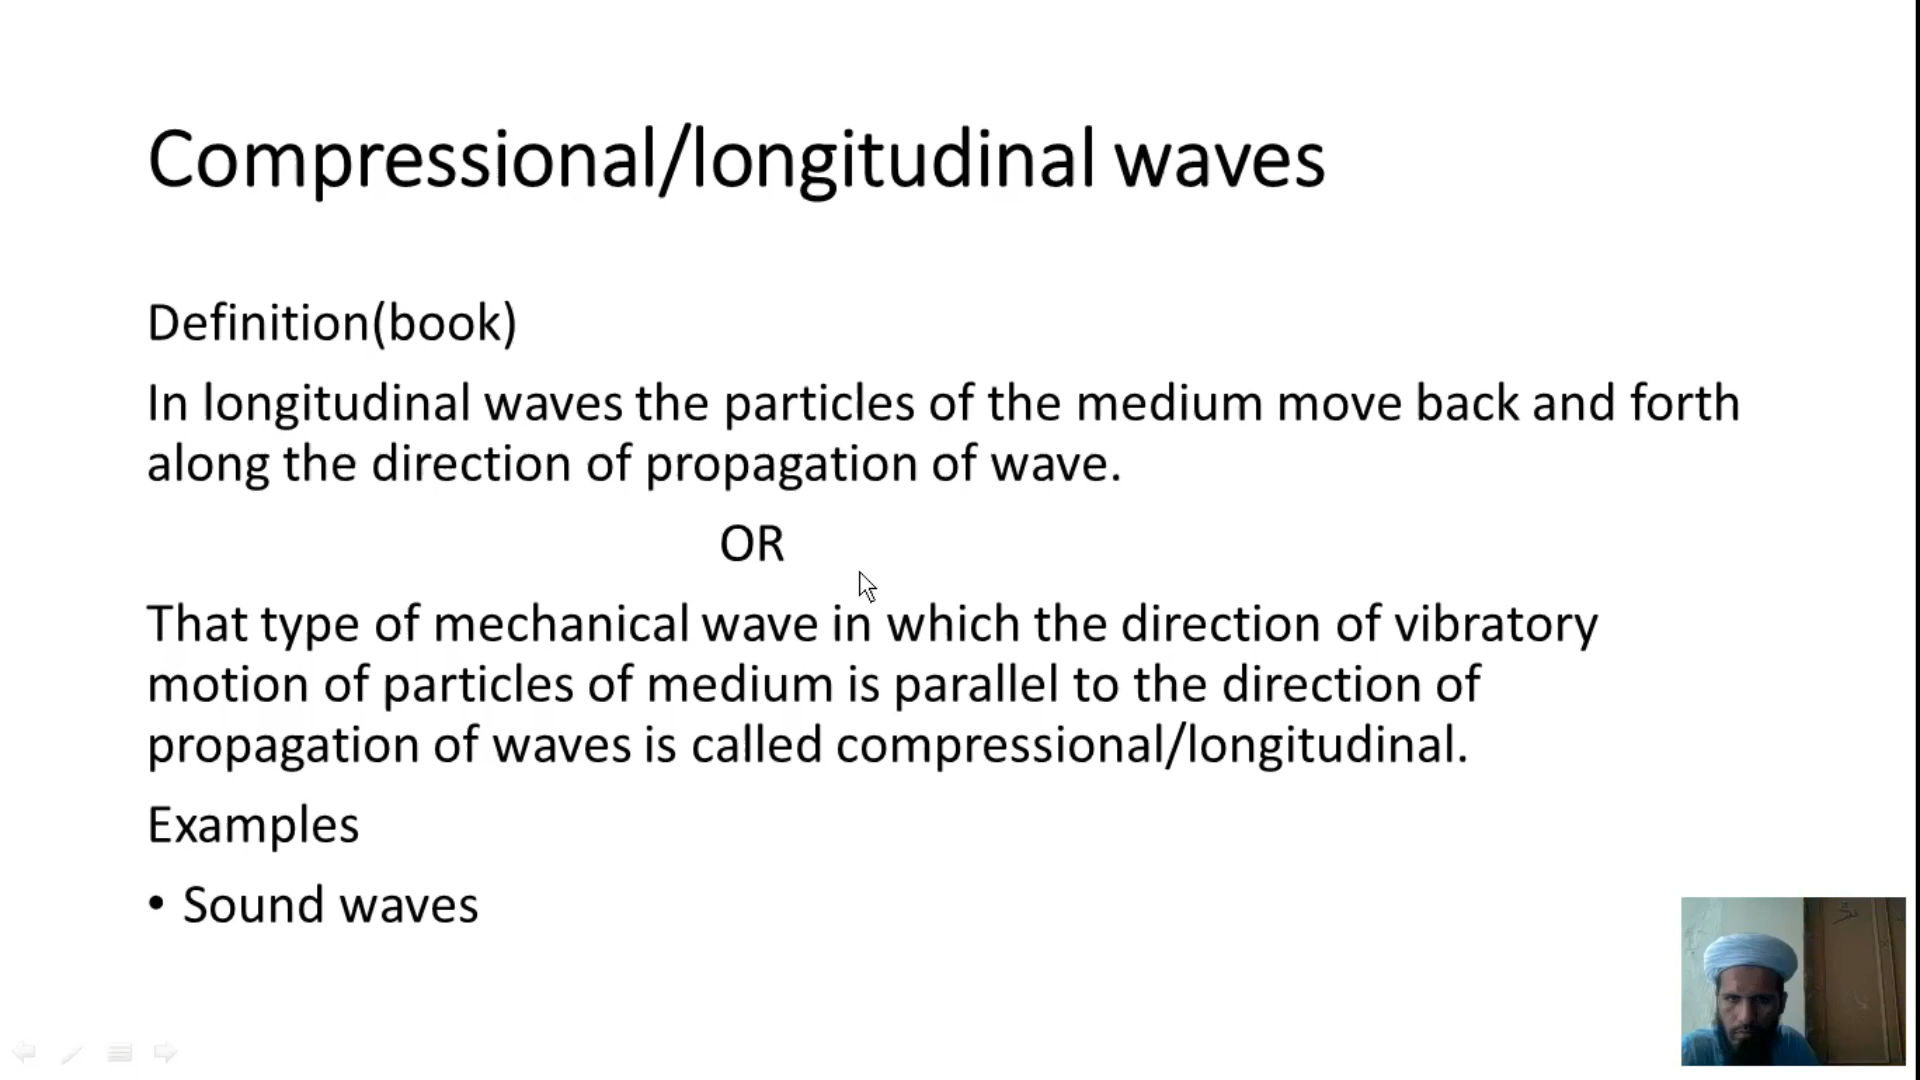 Compressional/longitudinal waves
Definition(book)
In longitudinal waves the particles of the medium move back and forth
along the direction of propagation of wave.
OR
That type of mechanical wave in which the direction of vibratory
motion of particles of medium is parallel to the direction of
propagation of waves is called compressional/longitudinal.
Examples
• Sound waves